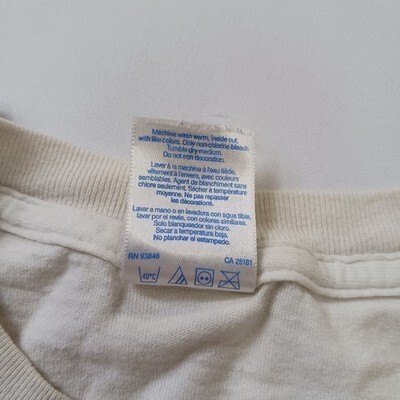 Machine wash warm, inside out,
with like colors. Only non-chlorine bleach
Tumble dry medium.
Do not iron decoration.
Laver à la machine à l'eau tiède,
vêtement à l'envers, avec couleurs
semblables. Agent de blanchiment sans
chlore seulement. Sécher à température
moyenne. Ne pas repasser
les décorations.
Lavar a mano o en lavadora con agua tibia,
lavar por el revés, con colores similares.
Solo blanqueador sin cloro.
Secar a temperatura baja.
No planchar el estampado.
RN 93846 CA 25181
40°C